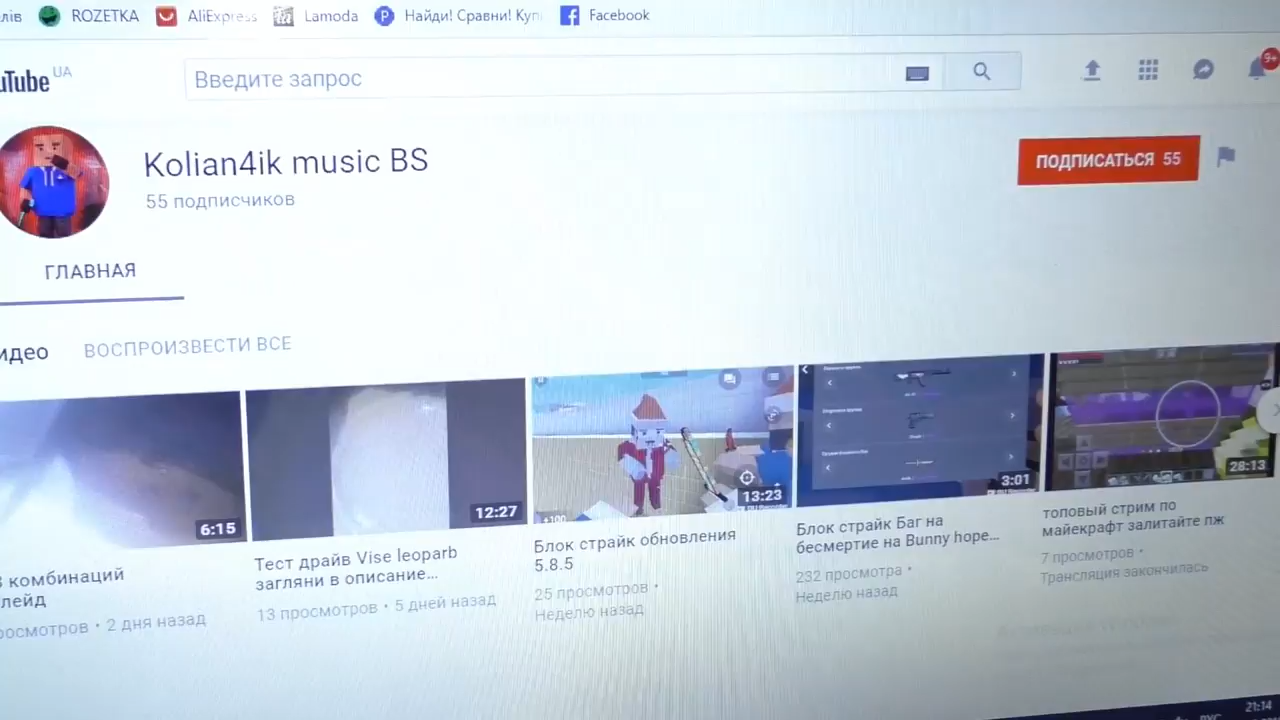 лів ROZETKA AliExpress Lamoda Найди! Сравни! Купи Facebook
uTube UA
Введите запрос
9+
Kolian4ik music BS
55 подписчиков
ПОДПИСАТЬСЯ 55
ГЛАВНАЯ
идео ВОСПРОИЗВЕСТИ ВСЕ
6:15
12:27
+100
13:23
3:01
28:13
3 комбинаций
лейд
росмотров • 2 дня назад
Тест драйв Vise leoparb
загляни в описание...
13 просмотров • 5 дней назад
Блок страйк обновления
5.8.5
25 просмотров •
Неделю назад
Блок страйк Баг на
бесмертие на Bunny hope...
232 просмотра •
Неделю назад
топовый стрим по
майекрафт залитайте пж
7 просмотров •
Трансляция закончилась
21:14